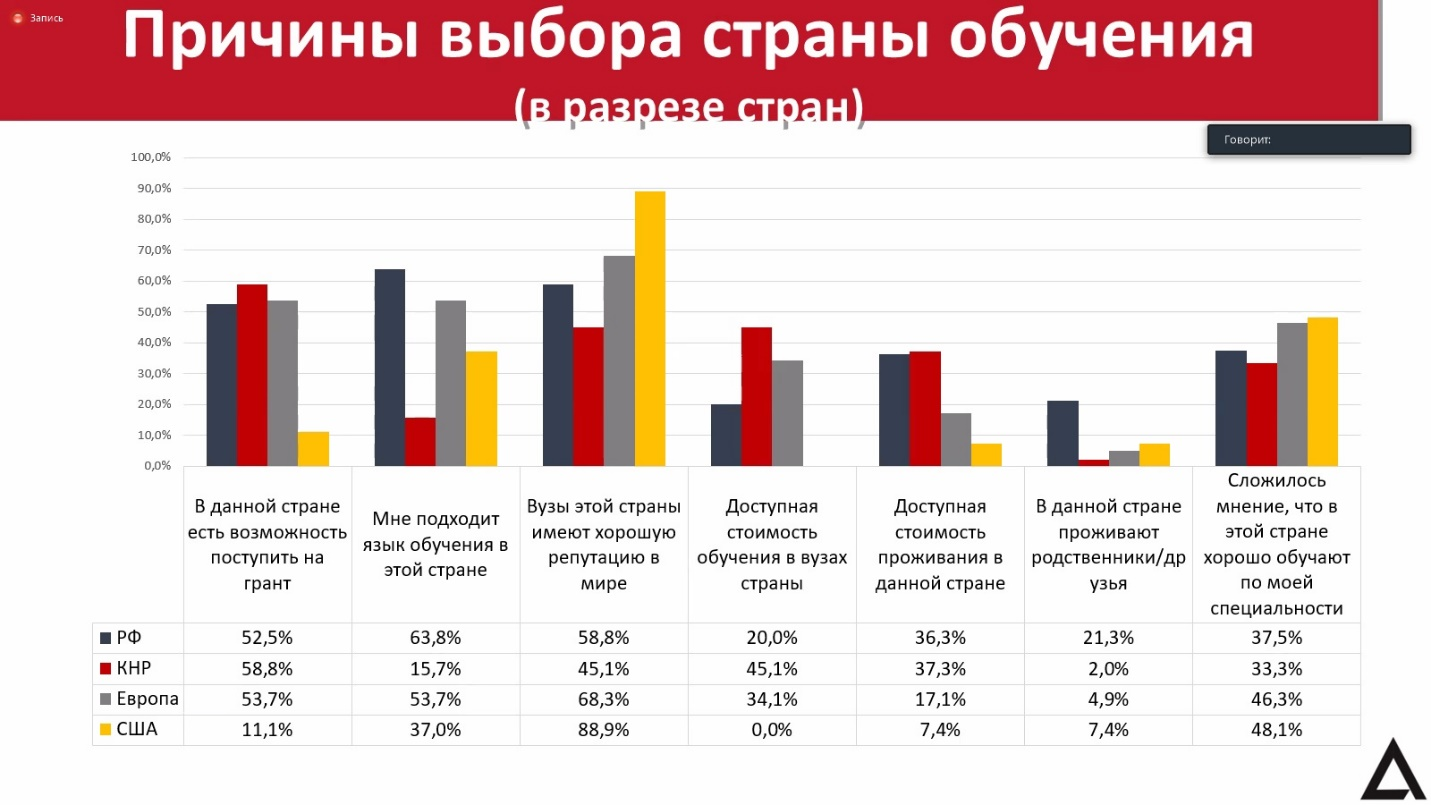 Запись
Причины выбора страны обучения
(в разрезе стран)
Говорит:
100,0%
90,0%
80,0%
70,0%
60,0%
50,0%
40,0%
30,0%
20,0%
10,0%
0,0%
В данной стране
есть возможность
поступить на
грант
Мне подходит
язык обучения в
этой стране
Вузы этой страны
имеют хорошую
репутацию в
мире
Доступная
стоимость
обучения в вузах
страны
Доступная
стоимость
проживания в
данной стране
В данной стране
проживают
родственники/др
узья
Сложилось
мнение, что в
этой стране
хорошо обучают
по моей
специальности
РФ 52,5% 63,8% 58,8% 20,0% 36,3% 21,3% 37,5%
КНР 58,8% 15,7% 45,1% 45,1% 37,3% 2,0% 33,3%
Европа 53,7% 53,7% 68,3% 34,1% 17,1% 4,9% 46,3%
США 11,1% 37,0% 88,9% 0,0% 7,4% 7,4% 48,1%